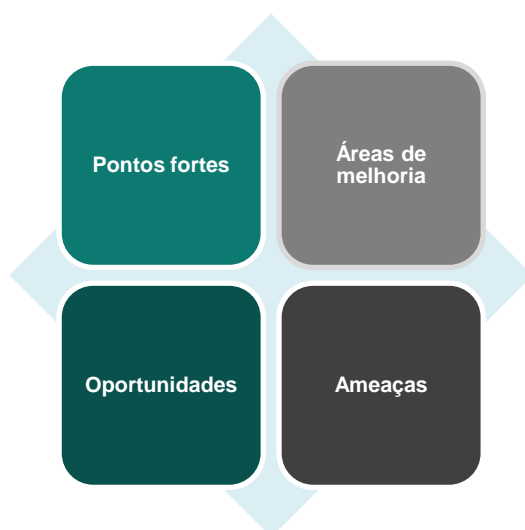 Pontos fortes
Áreas de
melhoria
Oportunidades
Ameaças